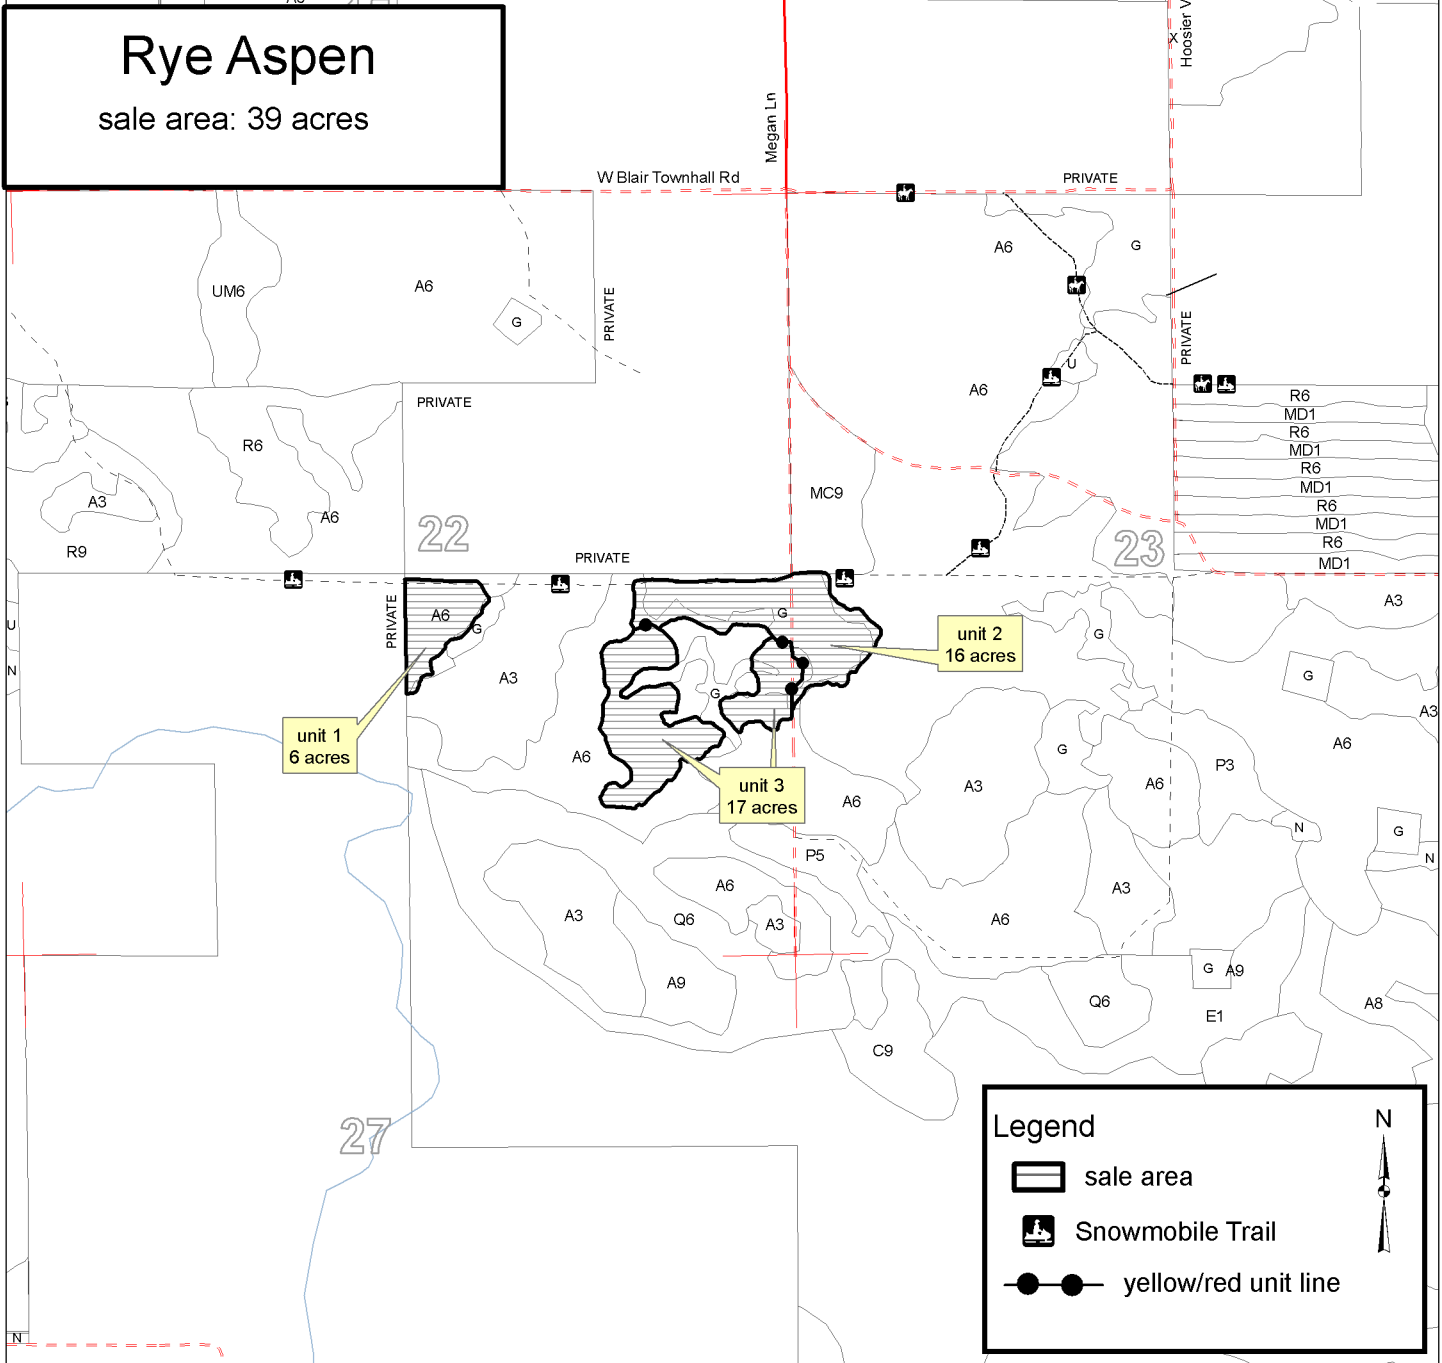 A3
Rye Aspen
sale area: 39 acres
Hoosier V
X
Megan Ln
W Blair Townhall Rd
PRIVATE
A6
G
UM6
A6
G
PRIVATE
PRIVATE
U
A6
PRIVATE
R6
MD1
R6
MD1
R6
MD1
R6
MD1
R6
MD1
R6
A6
A3
R9
MC9
22
23
PRIVATE
PRIVATE
A6
G
G
A3
U
N
unit 2
16 acres
G
A3
G
G
A3
A6
A6
unit 1
6 acres
A6
unit 3
17 acres
A6
A3
G
A6
P3
N
G
N
P5
A6
A3
Q6
A3
A6
A3
A9
G
A9
Q6
E1
A8
C9
27
N
Legend
N
sale area
Snowmobile Trail
yellow/red unit line